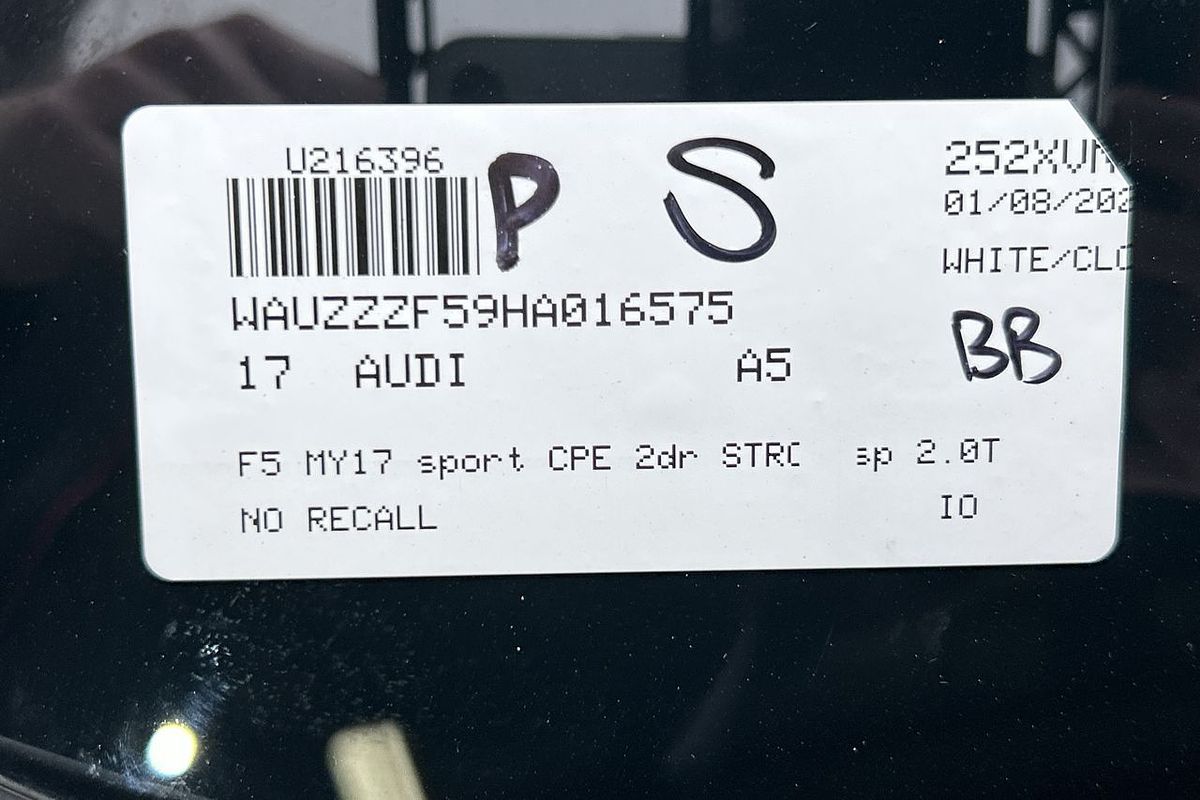 U216396
P S
252XVM
01/08/202
WHITE/CLO
WAUZZZF59HA016575
BB
17 AUDI A5
F5 MY17 sport CPE 2dr STRC sp 2.0T
NO RECALL IO